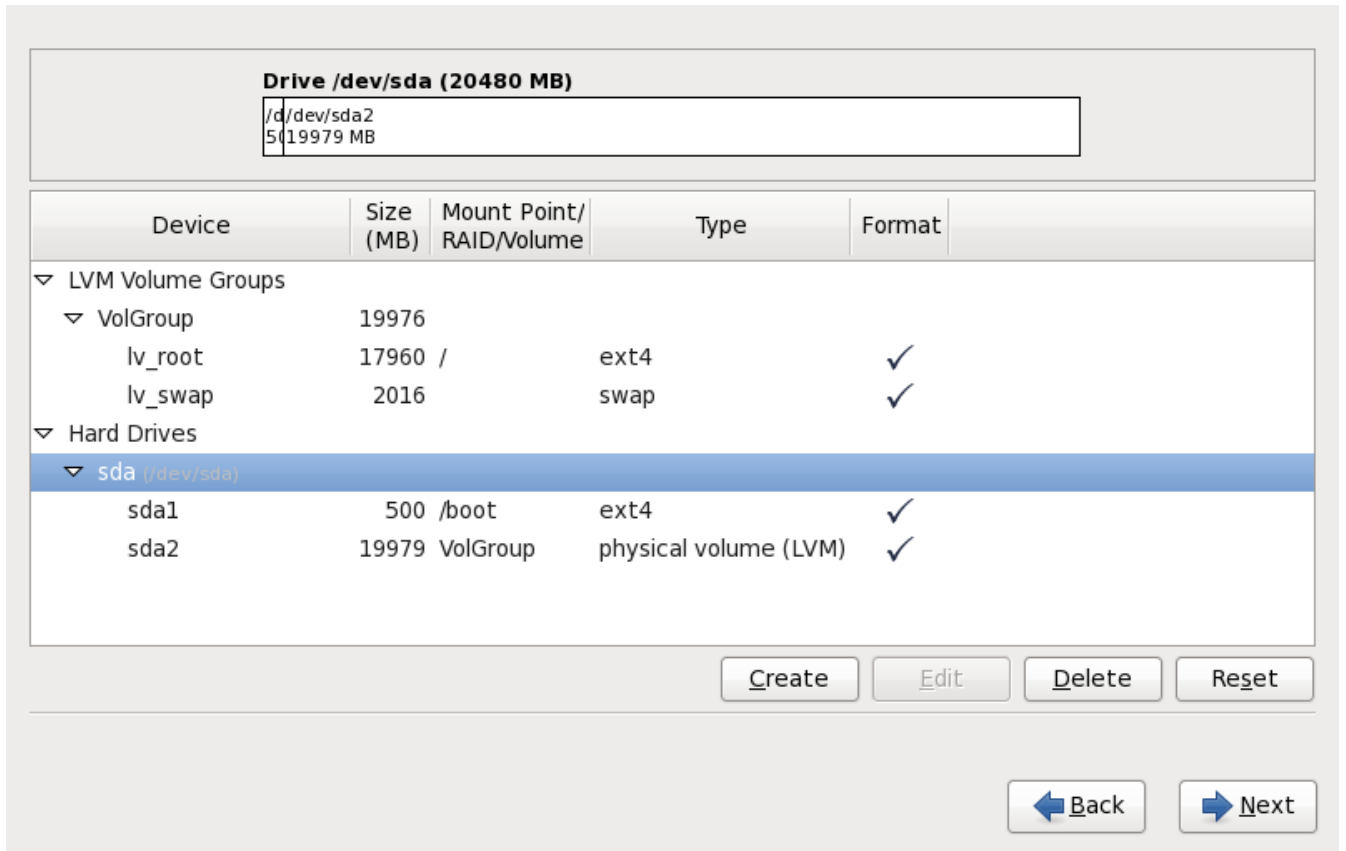 Drive /dev/sda (20480 MB)
/d /dev/sda2
50 19979 MB
Device Size (MB) Mount Point/ RAID/Volume Type Format
LVM Volume Groups
VolGroup 19976
lv_root 17960 / ext4 ✓
lv_swap 2016 swap ✓
Hard Drives
sda (/dev/sda)
sda1 500 /boot ext4 ✓
sda2 19979 VolGroup physical volume (LVM) ✓
Create Edit Delete Reset
Back Next